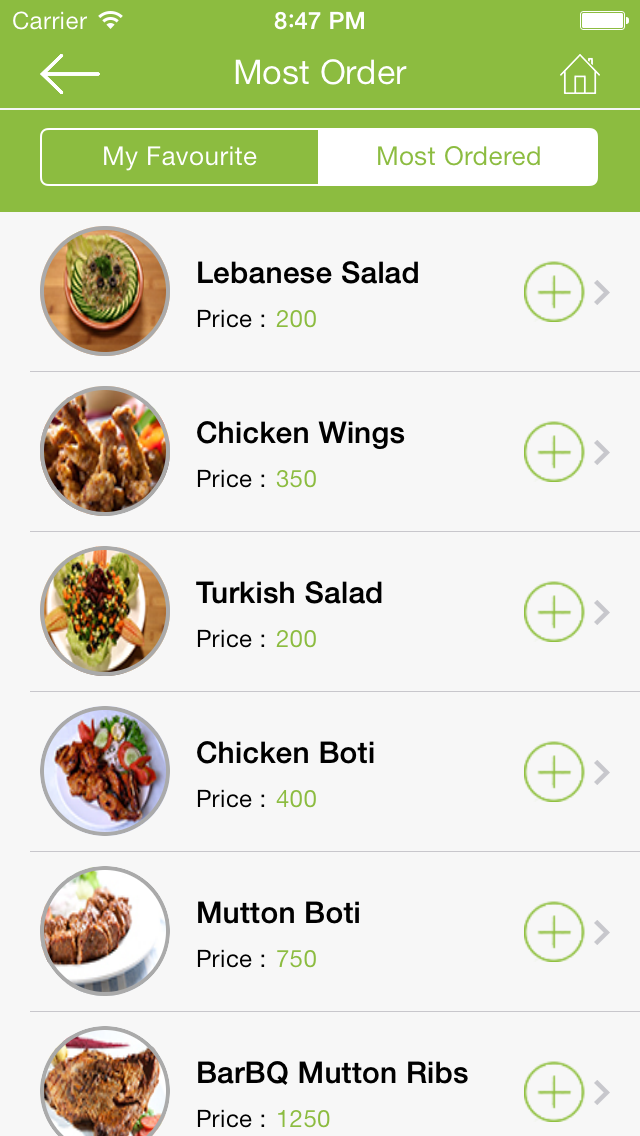 Carrier 8:47 PM
Most Order
My Favourite Most Ordered
Lebanese Salad
Price : 200
Chicken Wings
Price : 350
Turkish Salad
Price : 200
Chicken Boti
Price : 400
Mutton Boti
Price : 750
BarBQ Mutton Ribs
Price : 1250